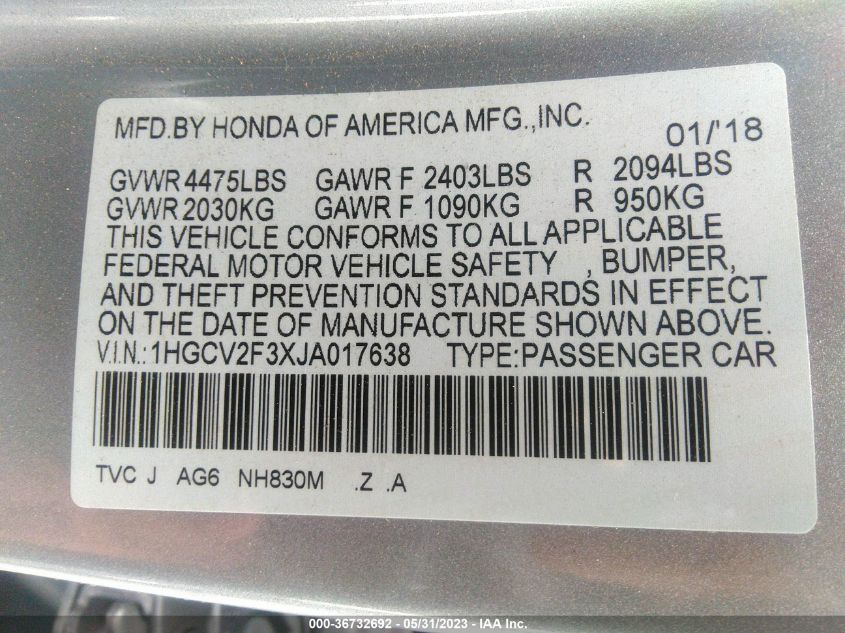 MFD.BY HONDA OF AMERICA MFG.,INC. 01/'18
GVWR 4475LBS GAWR F 2403LBS R 2094LBS
GVWR 2030KG GAWR F 1090KG R 950KG
THIS VEHICLE CONFORMS TO ALL APPLICABLE
FEDERAL MOTOR VEHICLE SAFETY , BUMPER,
AND THEFT PREVENTION STANDARDS IN EFFECT
ON THE DATE OF MANUFACTURE SHOWN ABOVE.
V.I.N.: 1HGCV2F3XJA017638 TYPE:PASSENGER CAR
TVC J AG6 NH830M .Z .A
000-36732692 - 05/31/2023 - IAA Inc.